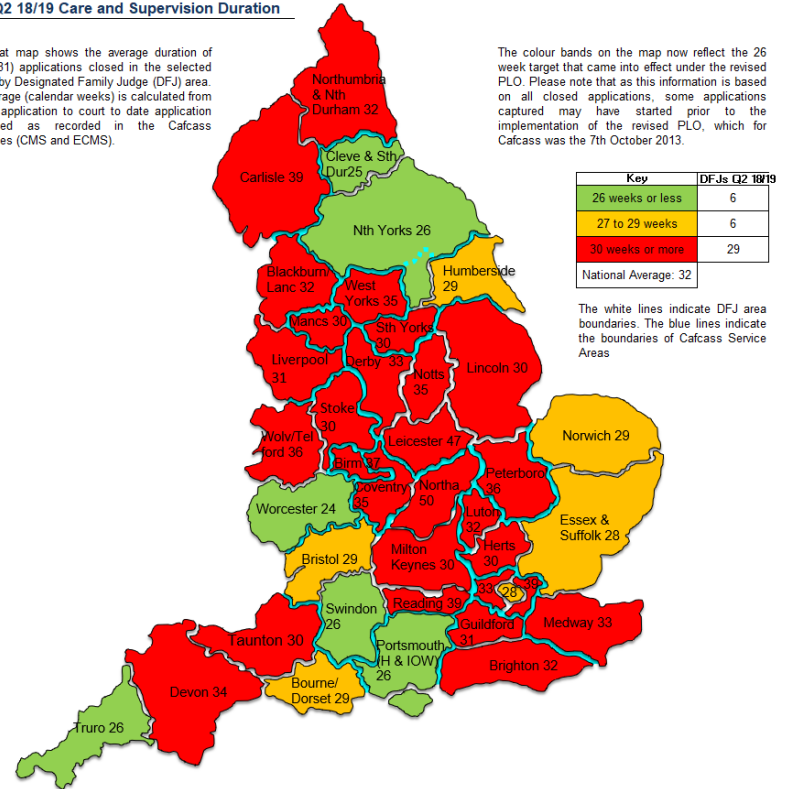 Q2 18/19 Care and Supervision Duration
at map shows the average duration of
31) applications closed in the selected
by Designated Family Judge (DFJ) area.
rage (calendar weeks) is calculated from
application to court to date application
ed as recorded in the Cafcass
es (CMS and ECMS).
The colour bands on the map now reflect the 26
week target that came into effect under the revised
PLO. Please note that as this information is based
on all closed applications, some applications
captured may have started prior to the
implementation of the revised PLO, which for
Cafcass was the 7th October 2013.
Key DFJs Q2 18/19
26 weeks or less 6
27 to 29 weeks 6
30 weeks or more 29
National Average: 32
The white lines indicate DFJ area
boundaries. The blue lines indicate
the boundaries of Cafcass Service
Areas
Northumbria
& Nth
Durham 32
Cleve & Sth
Dur25
Carlisle 39
Nth Yorks 26
Humberside
29
Blackburn/
Lanc 32
West
Yorks 35
Mancs 30
Sth Yorks
30
Liverpool
31
Derby 33
Notts
35
Lincoln 30
Stoke
30
Wolv/Tel
ford 36
Leicester 47
Norwich 29
Birm 37
Coventry
35
Northa
50
Peterboro
36
Worcester 24
Luton
32
Essex &
Suffolk 28
Bristol 29
Milton
Keynes 30
Herts
30
33
28
Swindon
26
Reading 39
Guildford
31
Medway 33
Taunton 30
Portsmouth
(H & IOW)
26
Brighton 32
Devon 34
Bourne/
Dorset 29
Truro 26